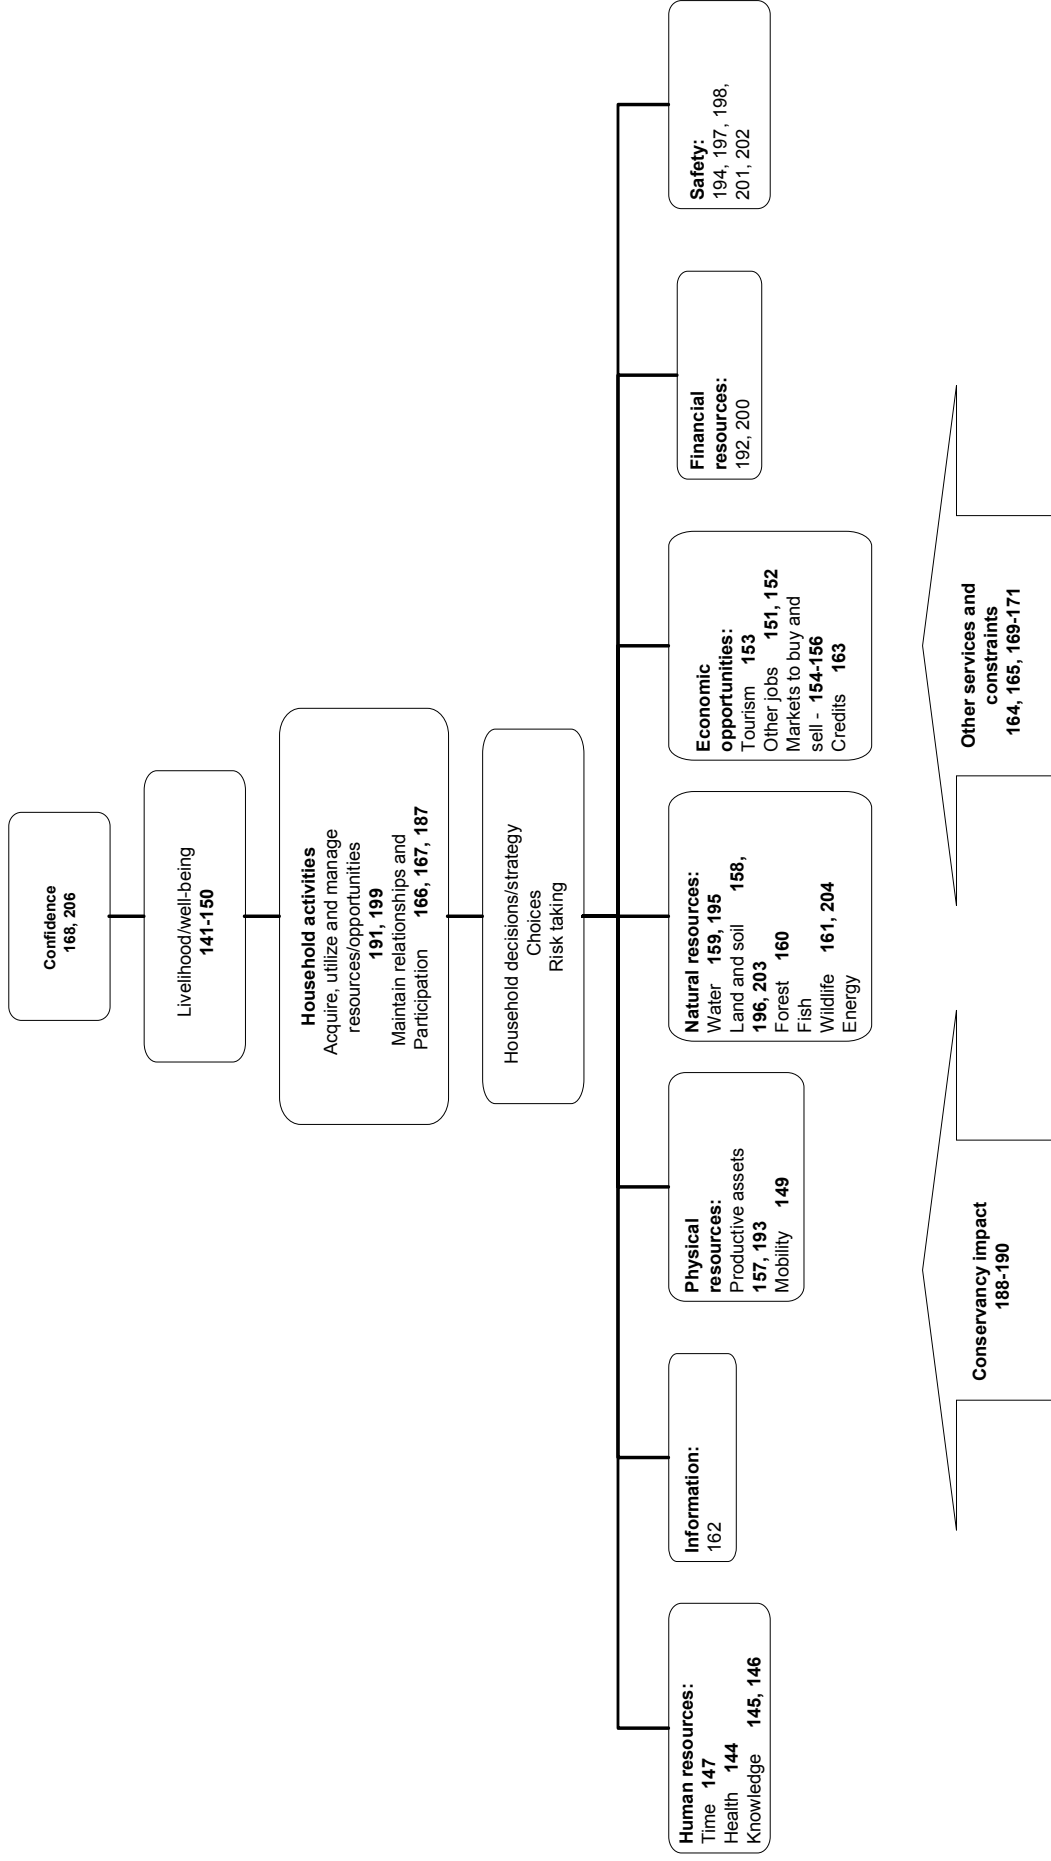 Confidence
168, 206
Livelihood/well-being
141-150
Household activities
Acquire, utilize and manage
resources/opportunities
191, 199
Maintain relationships and
Participation 166, 167, 187
Household decisions/strategy
Choices
Risk taking
Human resources:
Time 147
Health 144
Knowledge 145, 146
Information:
162
Physical
resources:
Productive assets
157, 193
Mobility 149
Natural resources:
Water 159, 195
Land and soil 158,
196, 203
Forest 160
Fish
Wildlife 161, 204
Energy
Economic
opportunities:
Tourism 153
Other jobs 151, 152
Markets to buy and
sell - 154-156
Credits 163
Financial
resources:
192, 200
Safety:
194, 197, 198,
201, 202
Conservancy impact
188-190
Other services and
constraints
164, 165, 169-171